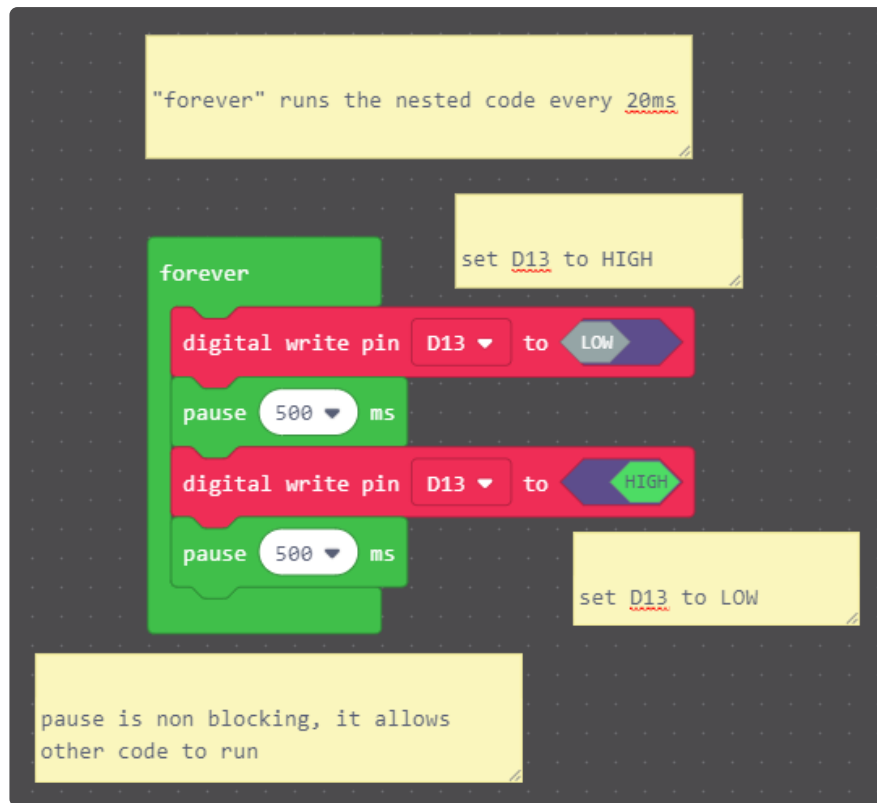 "forever" runs the nested code every 20ms
set D13 to HIGH
forever
digital write pin D13 to LOW
pause 500 ms
digital write pin D13 to HIGH
pause 500 ms
set D13 to LOW
pause is non blocking, it allows
other code to run